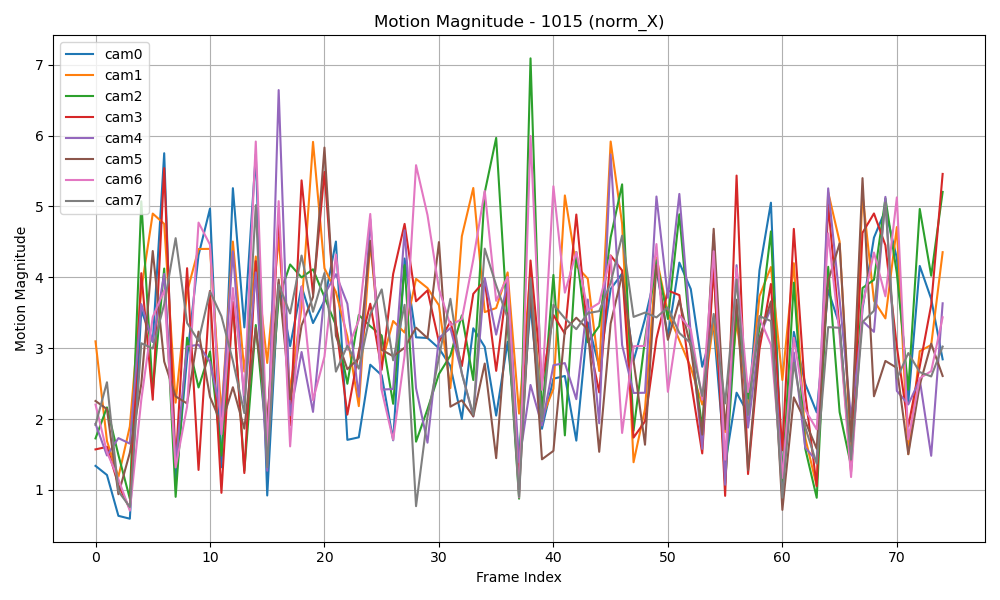 Motion Magnitude - 1015 (norm_X)
Motion Magnitude
7
6
5
4
3
2
1
cam0
cam1
cam2
cam3
cam4
cam5
cam6
cam7
0 10 20 30 40 50 60 70
Frame Index